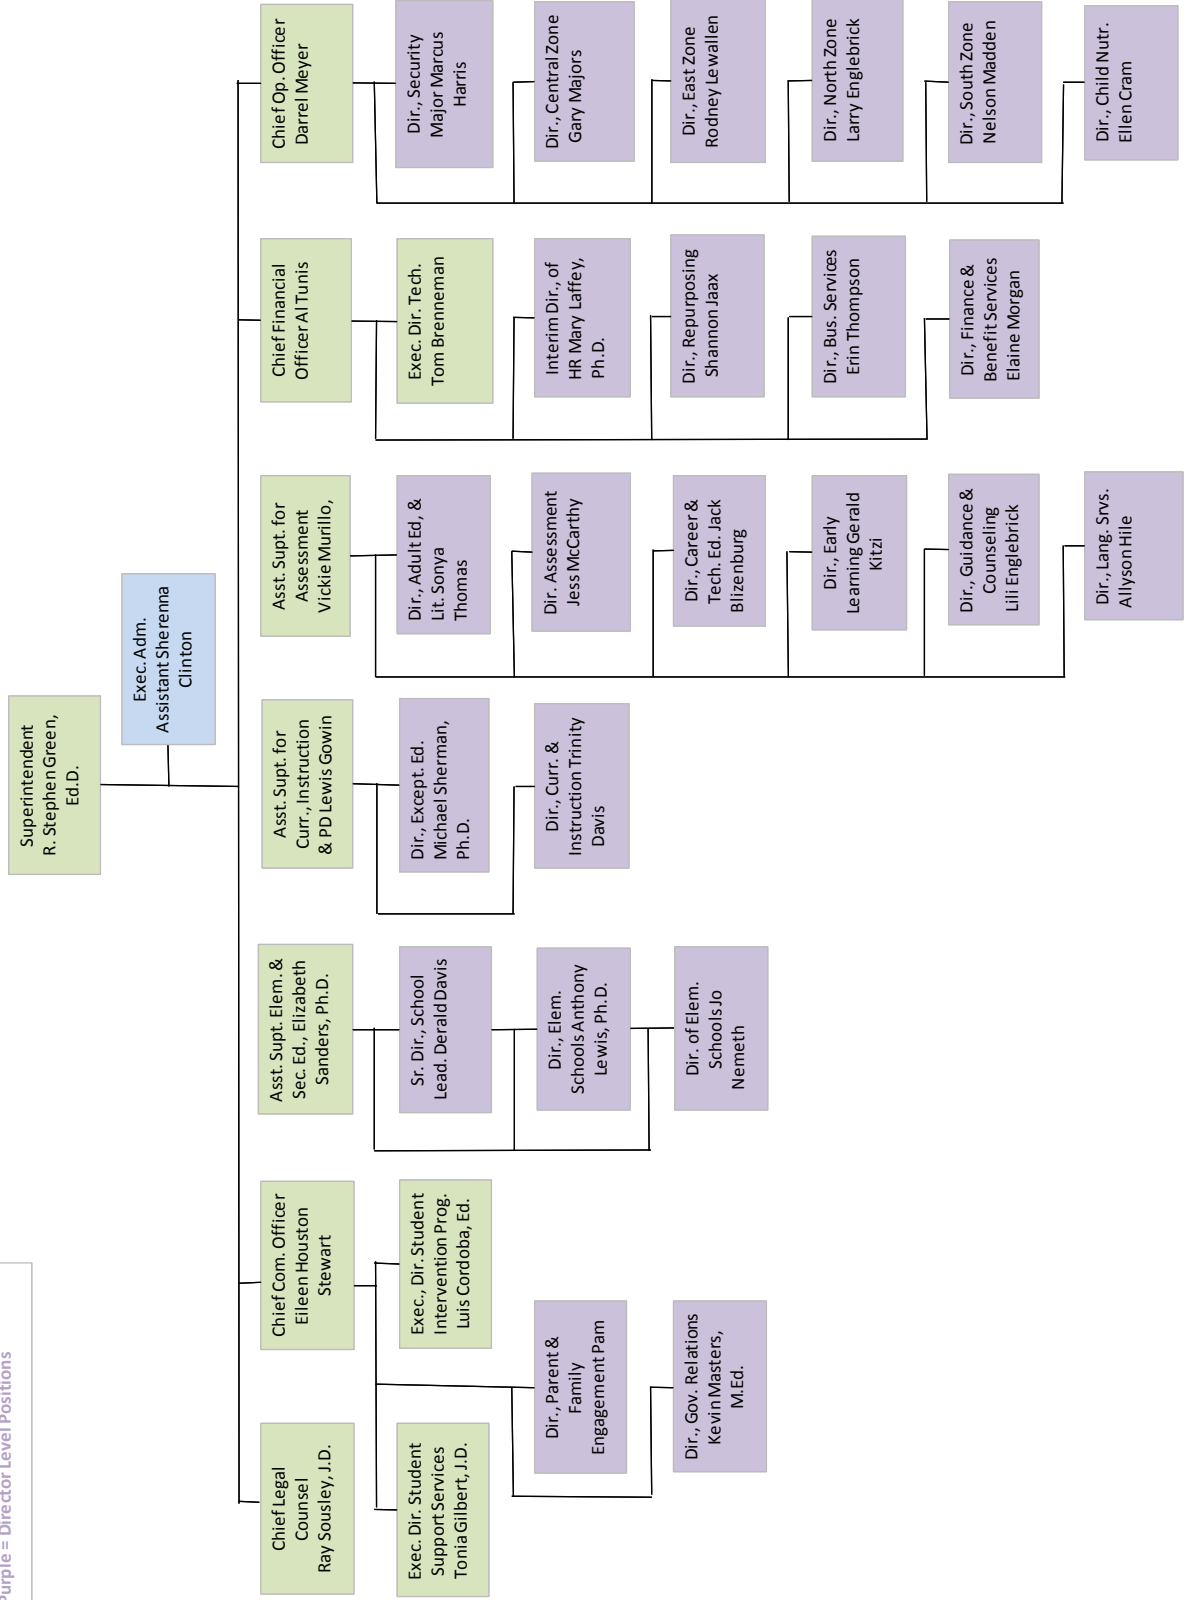 Purple = Director Level Positions
Superintendent
R. Stephen Green,
Ed.D.
Exec. Adm.
Assistant Sherenna
Clinton
Chief Legal
Counsel
Ray Sousley, J.D.
Chief Com. Officer
Eileen Houston
Stewart
Asst. Supt. Elem. &
Sec. Ed., Elizabeth
Sanders, Ph.D.
Asst. Supt. for
Curr., Instruction
& PD Lewis Gowin
Asst. Supt. for
Assessment
Vickie Murillo,
Chief Financial
Officer Al Tunis
Chief Op. Officer
Darrel Meyer
Exec. Dir. Student
Support Services
Tonia Gilbert, J.D.
Exec., Dir. Student
Intervention Prog.
Luis Cordoba, Ed.
Sr. Dir., School
Lead. Derald Davis
Dir., Except. Ed.
Michael Sherman,
Ph.D.
Dir., Adult Ed, &
Lit. Sonya
Thomas
Exec. Dir. Tech.
Tom Brenneman
Dir., Security
Major Marcus
Harris
Dir., Parent &
Family
Engagement Pam
Dir., Elem.
Schools Anthony
Lewis, Ph.D.
Dir., Curr. &
Instruction Trinity
Davis
Dir. Assessment
Jess McCarthy
Interim Dir., of
HR Mary Laffey,
Ph.D.
Dir., Central Zone
Gary Majors
Dir., Gov. Relations
Kevin Masters,
M.Ed.
Dir. of Elem.
Schools Jo
Nemeth
Dir., Career &
Tech. Ed. Jack
Blizenburg
Dir., Repurposing
Shannon Jaax
Dir., East Zone
Rodney Lewallen
Dir., Early
Learning Gerald
Kitzi
Dir., Bus. Services
Erin Thompson
Dir., North Zone
Larry Englebrick
Dir., Guidance &
Counseling
Lili Englebrick
Dir., Finance &
Benefit Services
Elaine Morgan
Dir., South Zone
Nelson Madden
Dir., Lang. Srvs.
Allyson Hile
Dir., Child Nutr.
Ellen Cram